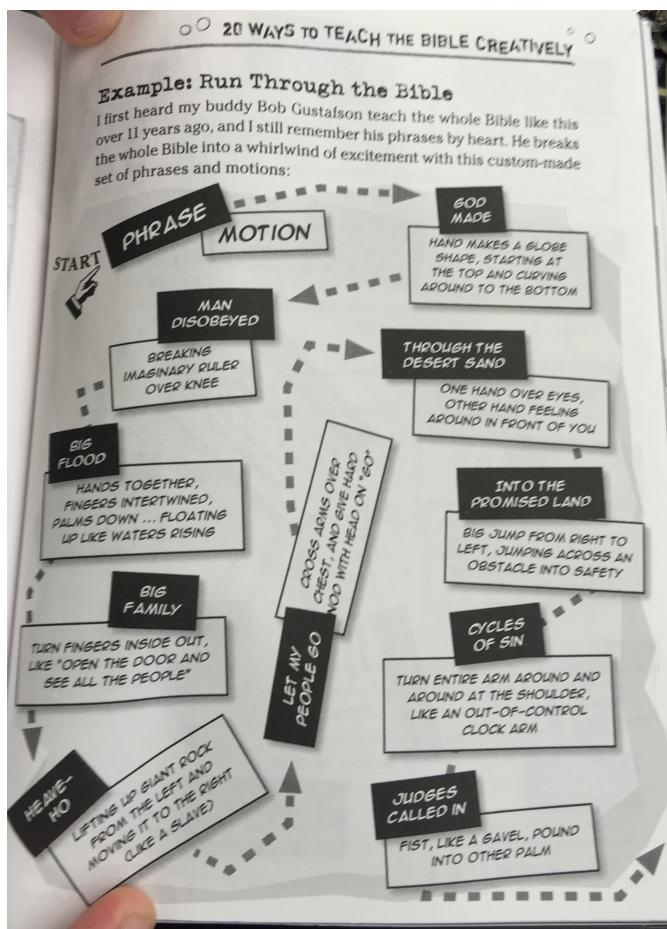 20 WAYS TO TEACH THE BIBLE CREATIVELY
Example: Run Through the Bible
I first heard my buddy Bob Gustafson teach the whole Bible like this
over 11 years ago, and I still remember his phrases by heart. He breaks
the whole Bible into a whirlwind of excitement with this custom-made
set of phrases and motions:
START
PHRASE
MOTION
GOD
MADE
HAND MAKES A GLOBE
SHAPE, STARTING AT
THE TOP AND CURVING
AROUND TO THE BOTTOM
MAN
DISOBEYED
BREAKING
IMAGINARY RULER
OVER KNEE
BIG
FLOOD
HANDS TOGETHER,
FINGERS INTERTWINED,
PALMS DOWN ... FLOATING
UP LIKE WATERS RISING
BIG
FAMILY
TURN FINGERS INSIDE OUT,
LIKE "OPEN THE DOOR AND
SEE ALL THE PEOPLE"
HEAVE-
HO
LIFTING UP GIANT ROCK
FROM THE LEFT AND
MOVING IT TO THE RIGHT
(LIKE A SLAVE)
LET MY
PEOPLE GO
CROSS ARMS OVER
CHEST, AND GIVE HARD
NOD WITH HEAD ON "GO"
THROUGH THE
DESERT SAND
ONE HAND OVER EYES,
OTHER HAND FEELING
AROUND IN FRONT OF YOU
INTO THE
PROMISED LAND
BIG JUMP FROM RIGHT TO
LEFT, JUMPING ACROSS AN
OBSTACLE INTO SAFETY
CYCLES
OF SIN
TURN ENTIRE ARM AROUND AND
AROUND AT THE SHOULDER,
LIKE AN OUT-OF-CONTROL
CLOCK ARM
JUDGES
CALLED IN
FIST, LIKE A GAVEL, POUND
INTO OTHER PALM